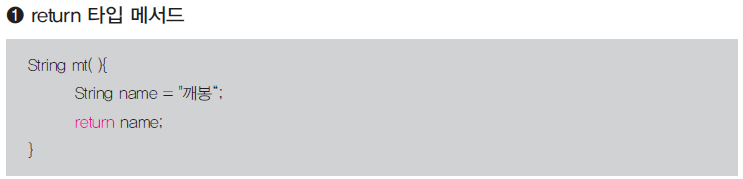 ❶ return 타입 메서드
String mt( ){
String name = "깨봉“;
return name;
}